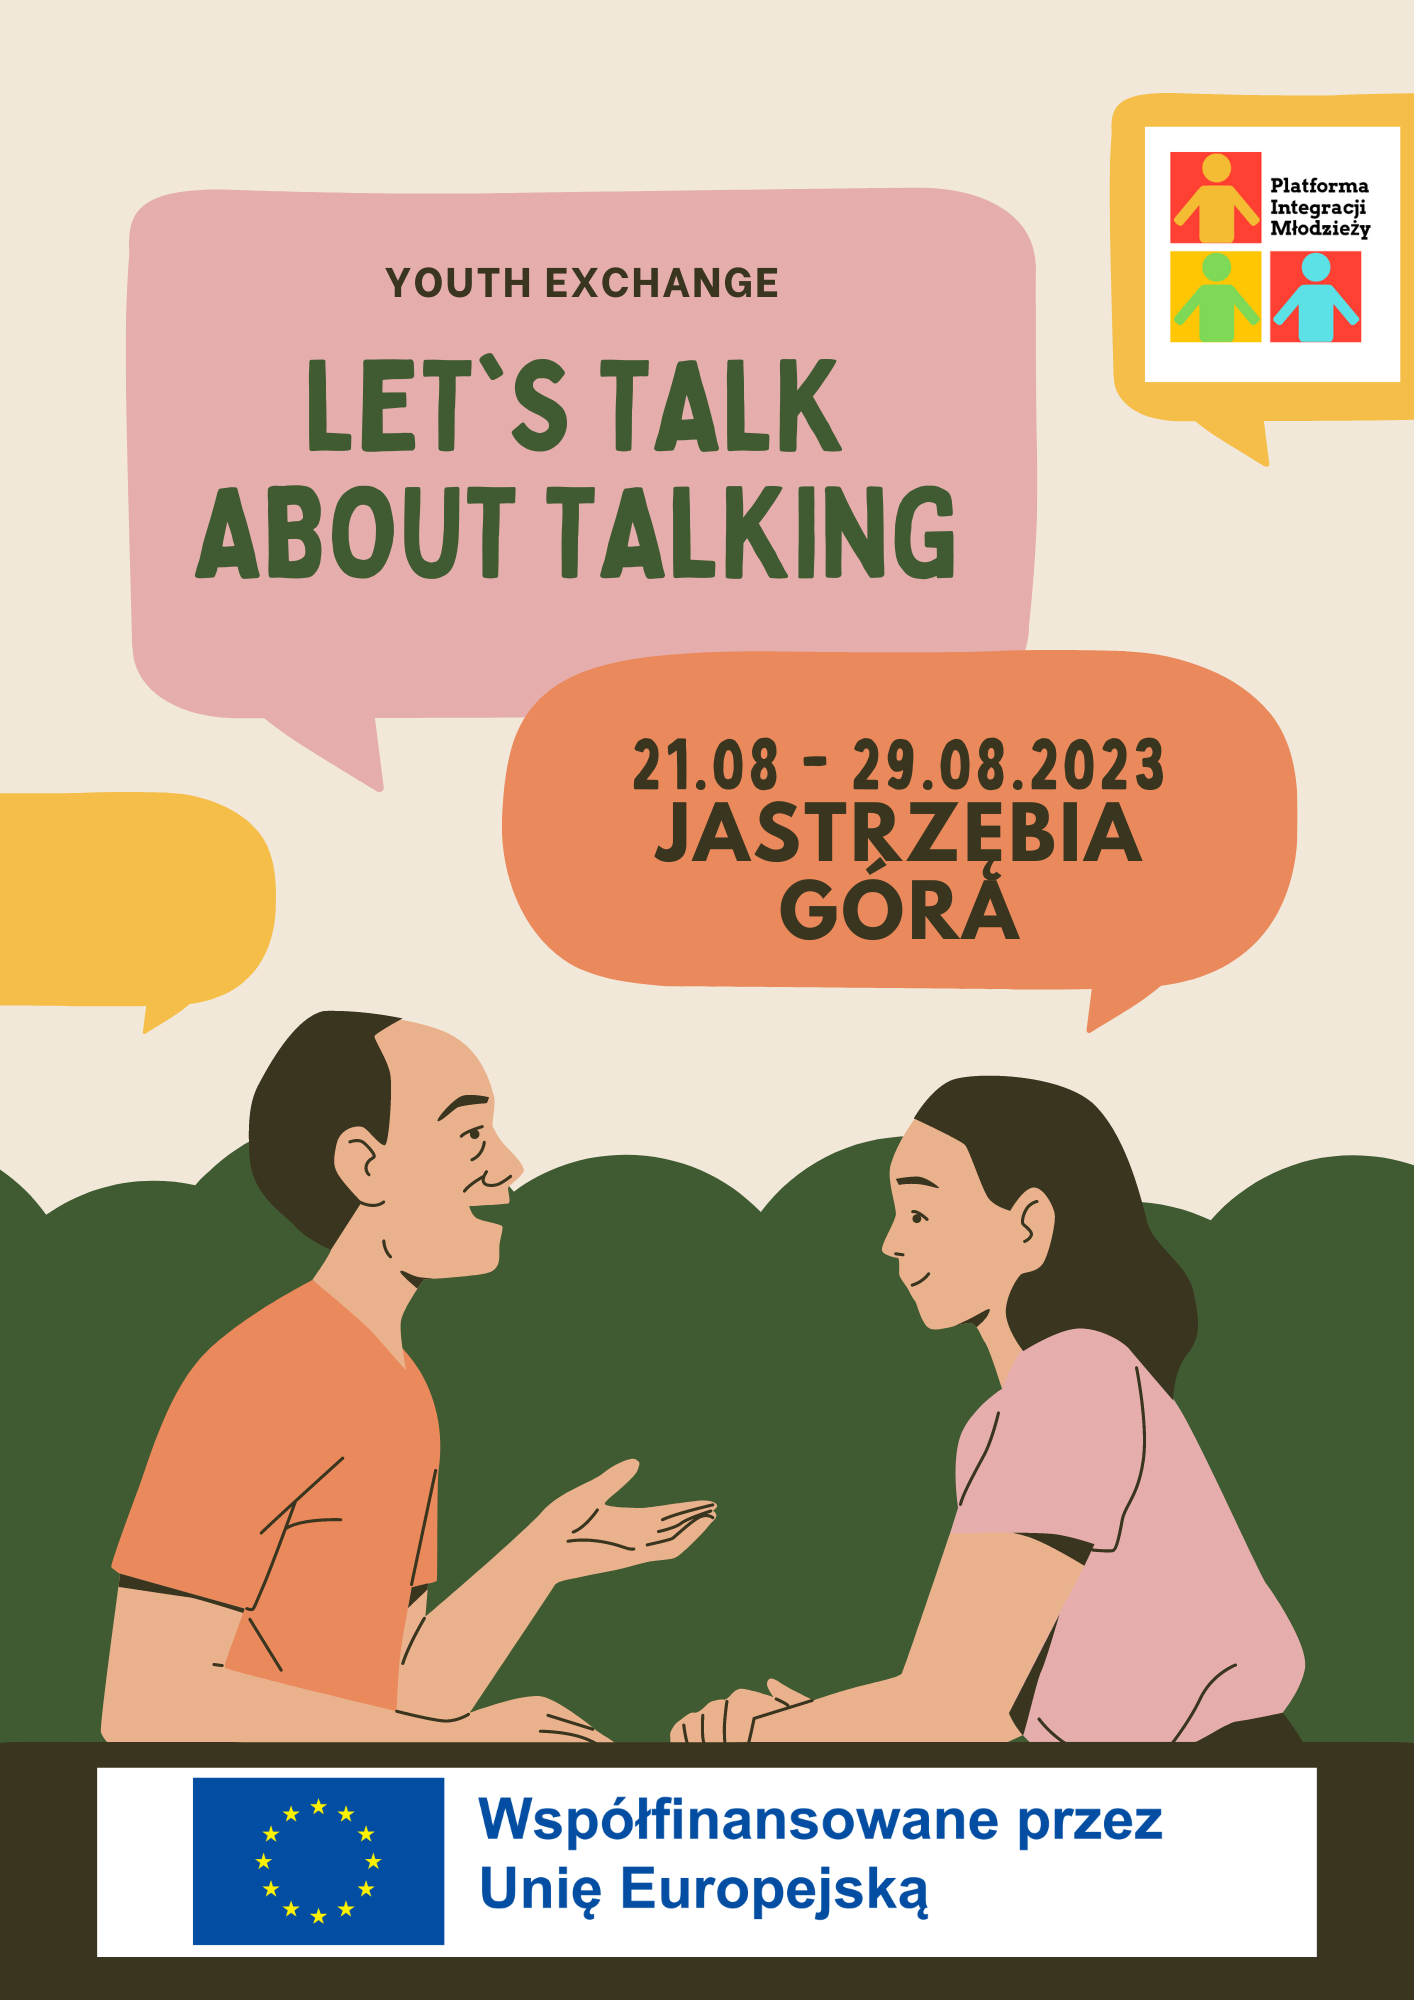 YOUTH EXCHANGE
LET`S TALK
ABOUT TALKING
Platforma
Integracji
Młodzieży
21.08 - 29.08.2023
JASTRZĘBIA
GÓRA
Współfinansowane przez
Unię Europejską